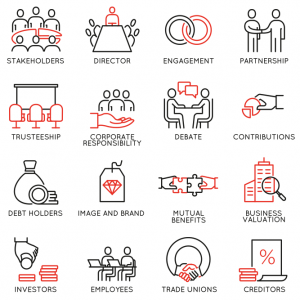 STAKEHOLDERS
DIRECTOR
ENGAGEMENT
PARTNERSHIP
TRUSTEESHIP
CORPORATE
RESPONSIBILITY
DEBATE
CONTRIBUTIONS
DEBT HOLDERS
IMAGE AND BRAND
MUTUAL
BENEFITS
BUSINESS
VALUATION
INVESTORS
EMPLOYEES
TRADE UNIONS
%
CREDITORS